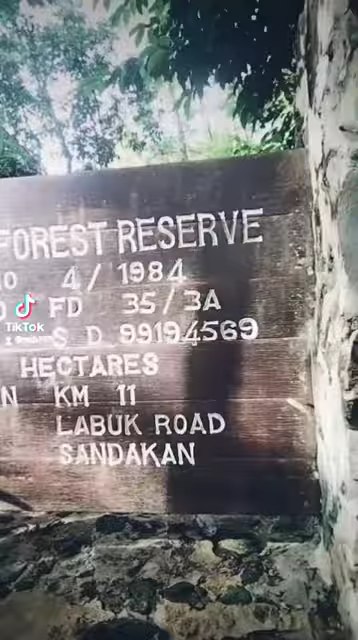 FOREST RESERVE
4/1984
FD 35/3A
S.D. 99194569
HECTARES
KM 11
LABUK ROAD
SANDAKAN
TikTok